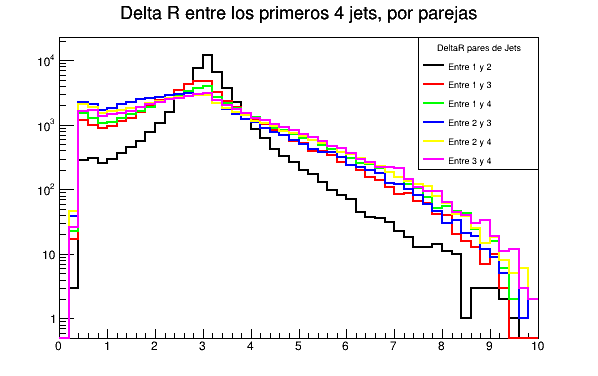 Delta R entre los primeros 4 jets, por parejas
DeltaR pares de Jets
Entre 1 y 2
Entre 1 y 3
Entre 1 y 4
Entre 2 y 3
Entre 2 y 4
Entre 3 y 4
10^4
10^3
10^2
10
1
0 1 2 3 4 5 6 7 8 9 10